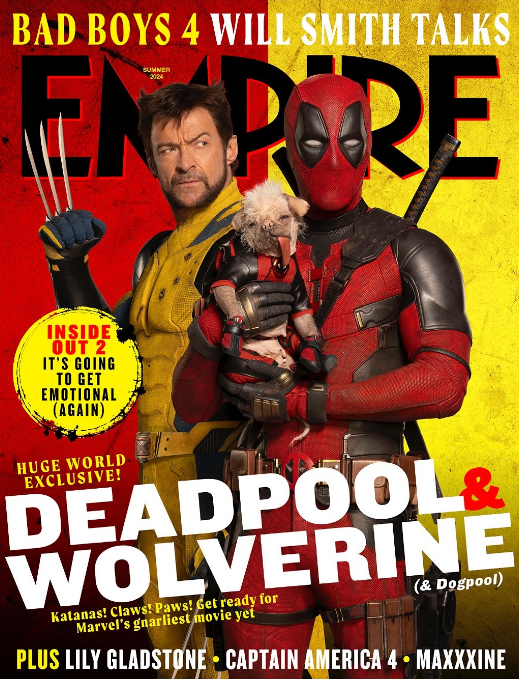 BAD BOYS 4 WILL SMITH TALKS
SUMMER
2024
EMPIRE
INSIDE
OUT 2
IT'S GOING
TO GET
EMOTIONAL
(AGAIN)
HUGE WORLD
EXCLUSIVE!
DEADPOOL &
WOLVERINE
(& Dogpool)
Katanas! Claws! Paws! Get ready for
Marvel's gnarliest movie yet
PLUS LILY GLADSTONE • CAPTAIN AMERICA 4 • MAXXXINE